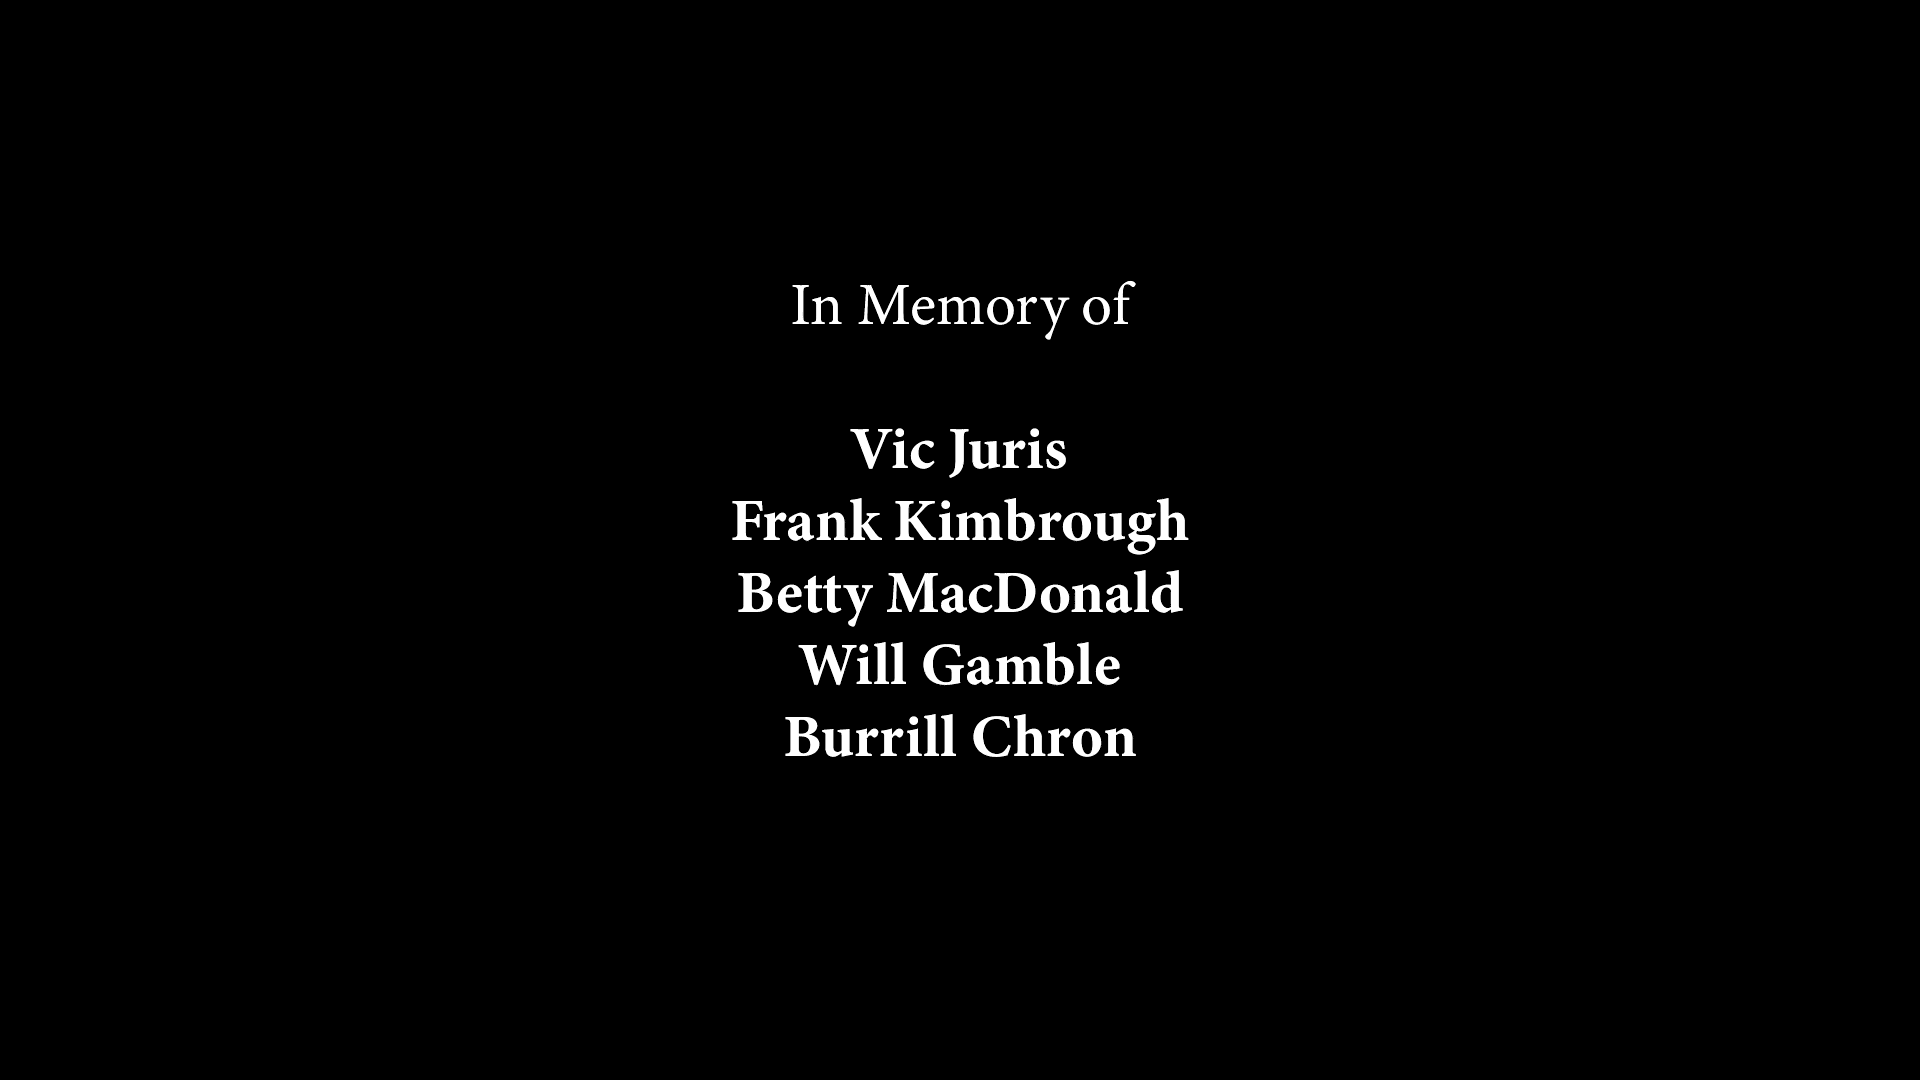 In Memory of
Vic Juris
Frank Kimbrough
Betty MacDonald
Will Gamble
Burrill Chron